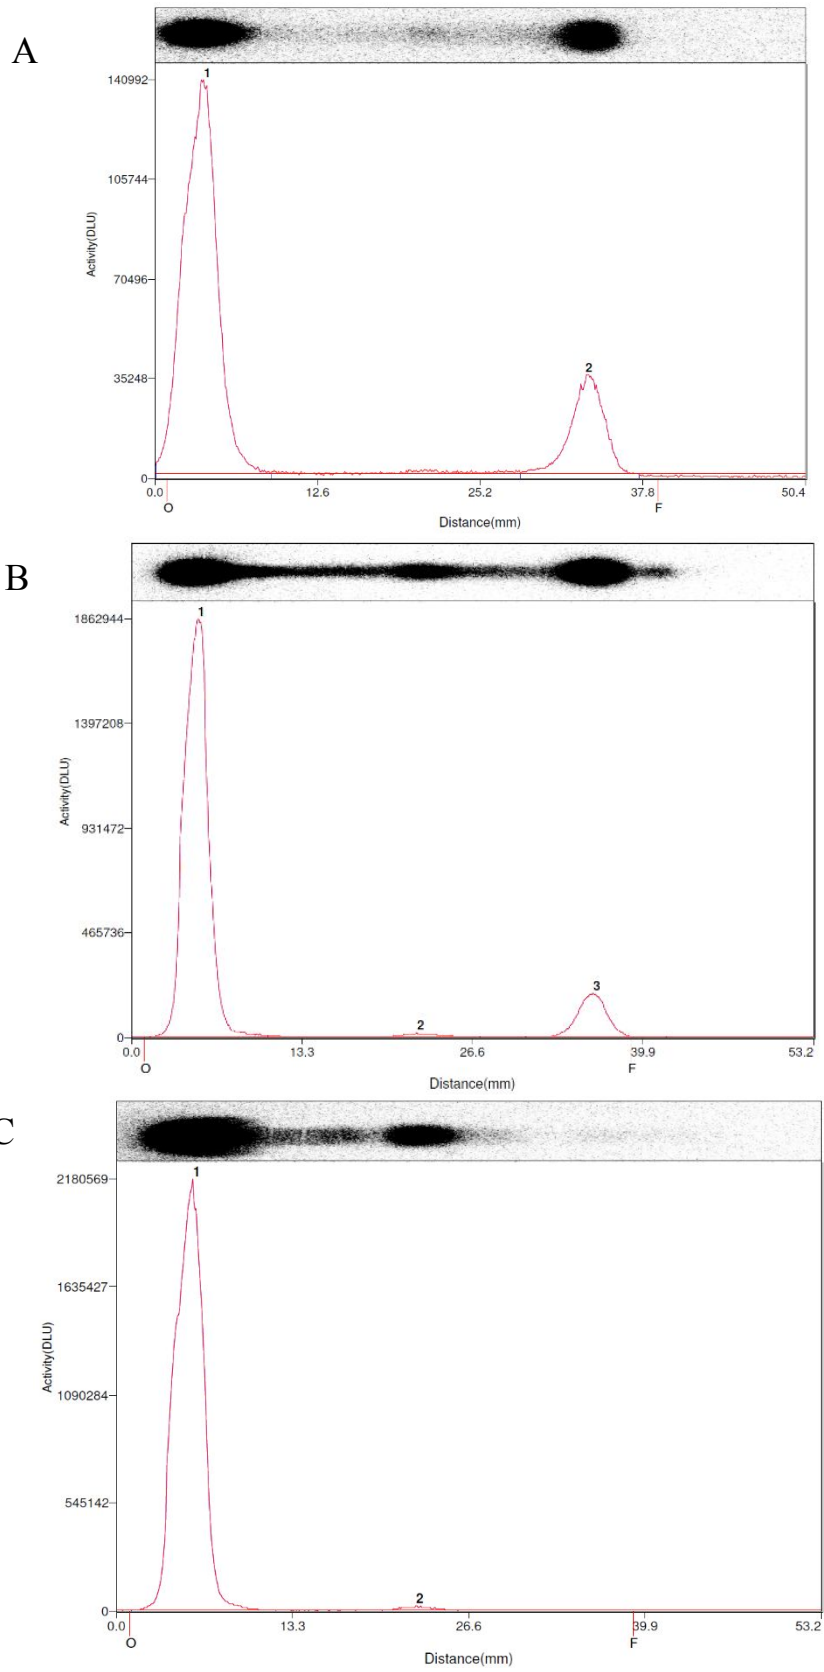 A
1
140992
105744
70496
35248
0
Activity(DLU)
2
0.0 12.6 25.2 37.8 50.4
O F
Distance(mm)
B
1
1862944
1397208
931472
465736
0
Activity(DLU)
2
3
0.0 13.3 26.6 39.9 53.2
O F
Distance(mm)
C
1
2180569
1635427
1090284
545142
0
Activity(DLU)
2
0.0 13.3 26.6 39.9 53.2
O F
Distance(mm)